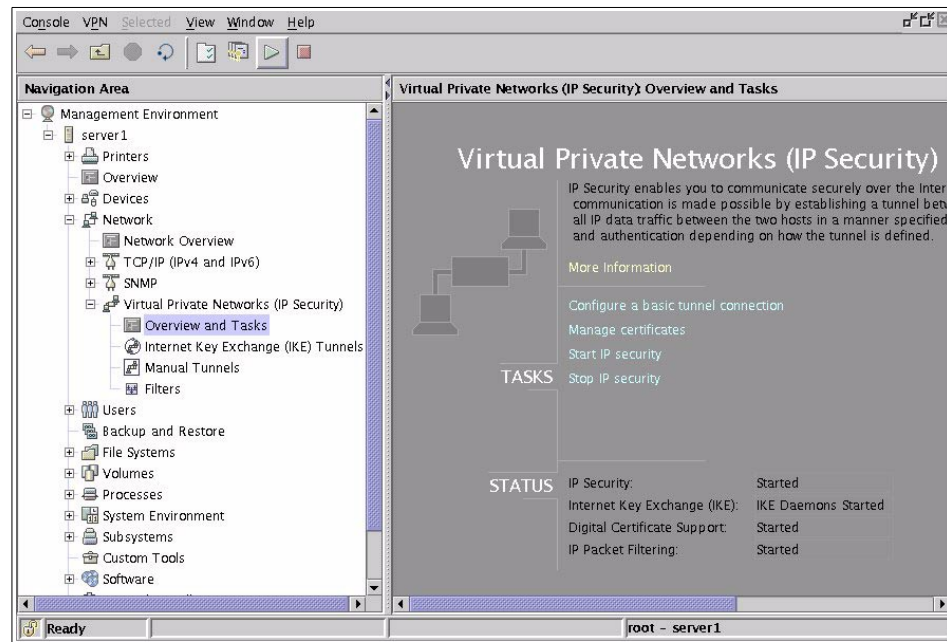 Console VPN Selected View Window Help
Navigation Area
Management Environment
server1
Printers
Overview
Devices
Network
Network Overview
TCP/IP (IPv4 and IPv6)
SNMP
Virtual Private Networks (IP Security)
Overview and Tasks
Internet Key Exchange (IKE) Tunnels
Manual Tunnels
Filters
Users
Backup and Restore
File Systems
Volumes
Processes
System Environment
Subsystems
Custom Tools
Software
Virtual Private Networks (IP Security): Overview and Tasks
Virtual Private Networks (IP Security)
IP Security enables you to communicate securely over the Inter
communication is made possible by establishing a tunnel betw
all IP data traffic between the two hosts in a manner specified
and authentication depending on how the tunnel is defined.
More Information
Configure a basic tunnel connection
Manage certificates
Start IP security
TASKS Stop IP security
STATUS IP Security: Started
Internet Key Exchange (IKE): IKE Daemons Started
Digital Certificate Support: Started
IP Packet Filtering: Started
Ready
root - server1